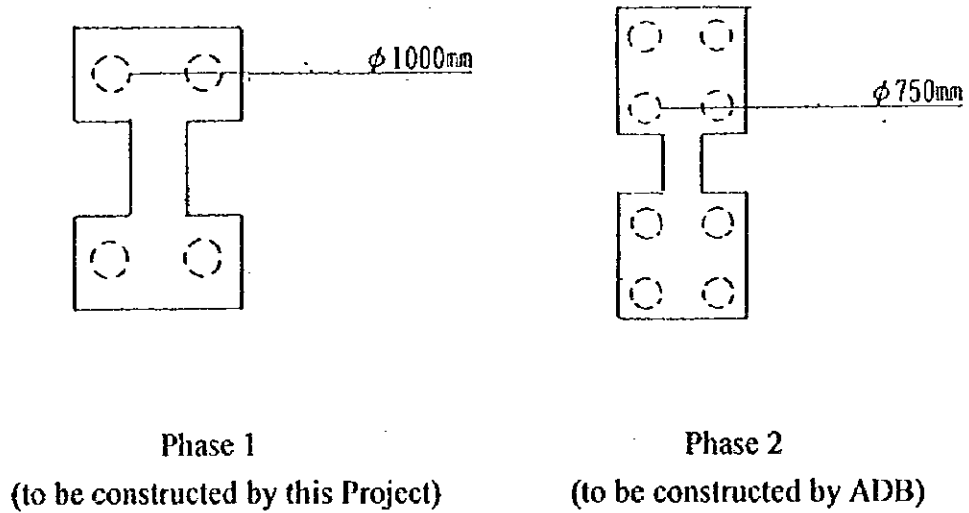 ϕ1000mm
ϕ750mm
Phase 1
(to be constructed by this Project)
Phase 2
(to be constructed by ADB)